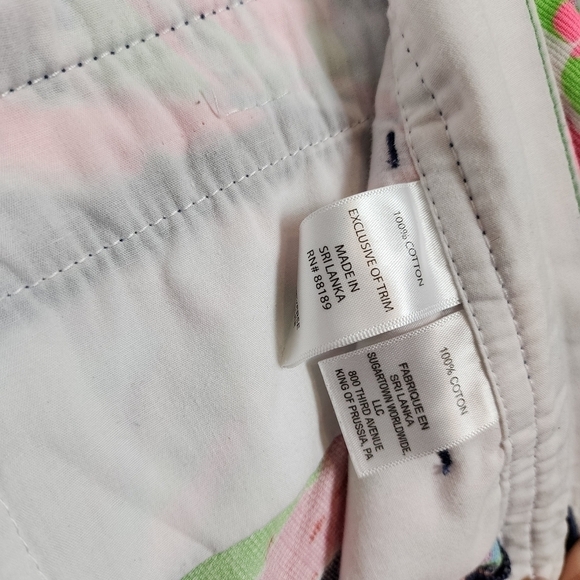 100% COTTON
EXCLUSIVE OF TRIM
MADE IN
SRI LANKA
RN# 88189
100% COTON
FABRIQUE EN
SRI LANKA
SUGARTOWN WORLDWIDE,
LLC
800 THIRD AVENUE
KING OF PRUSSIA, PA